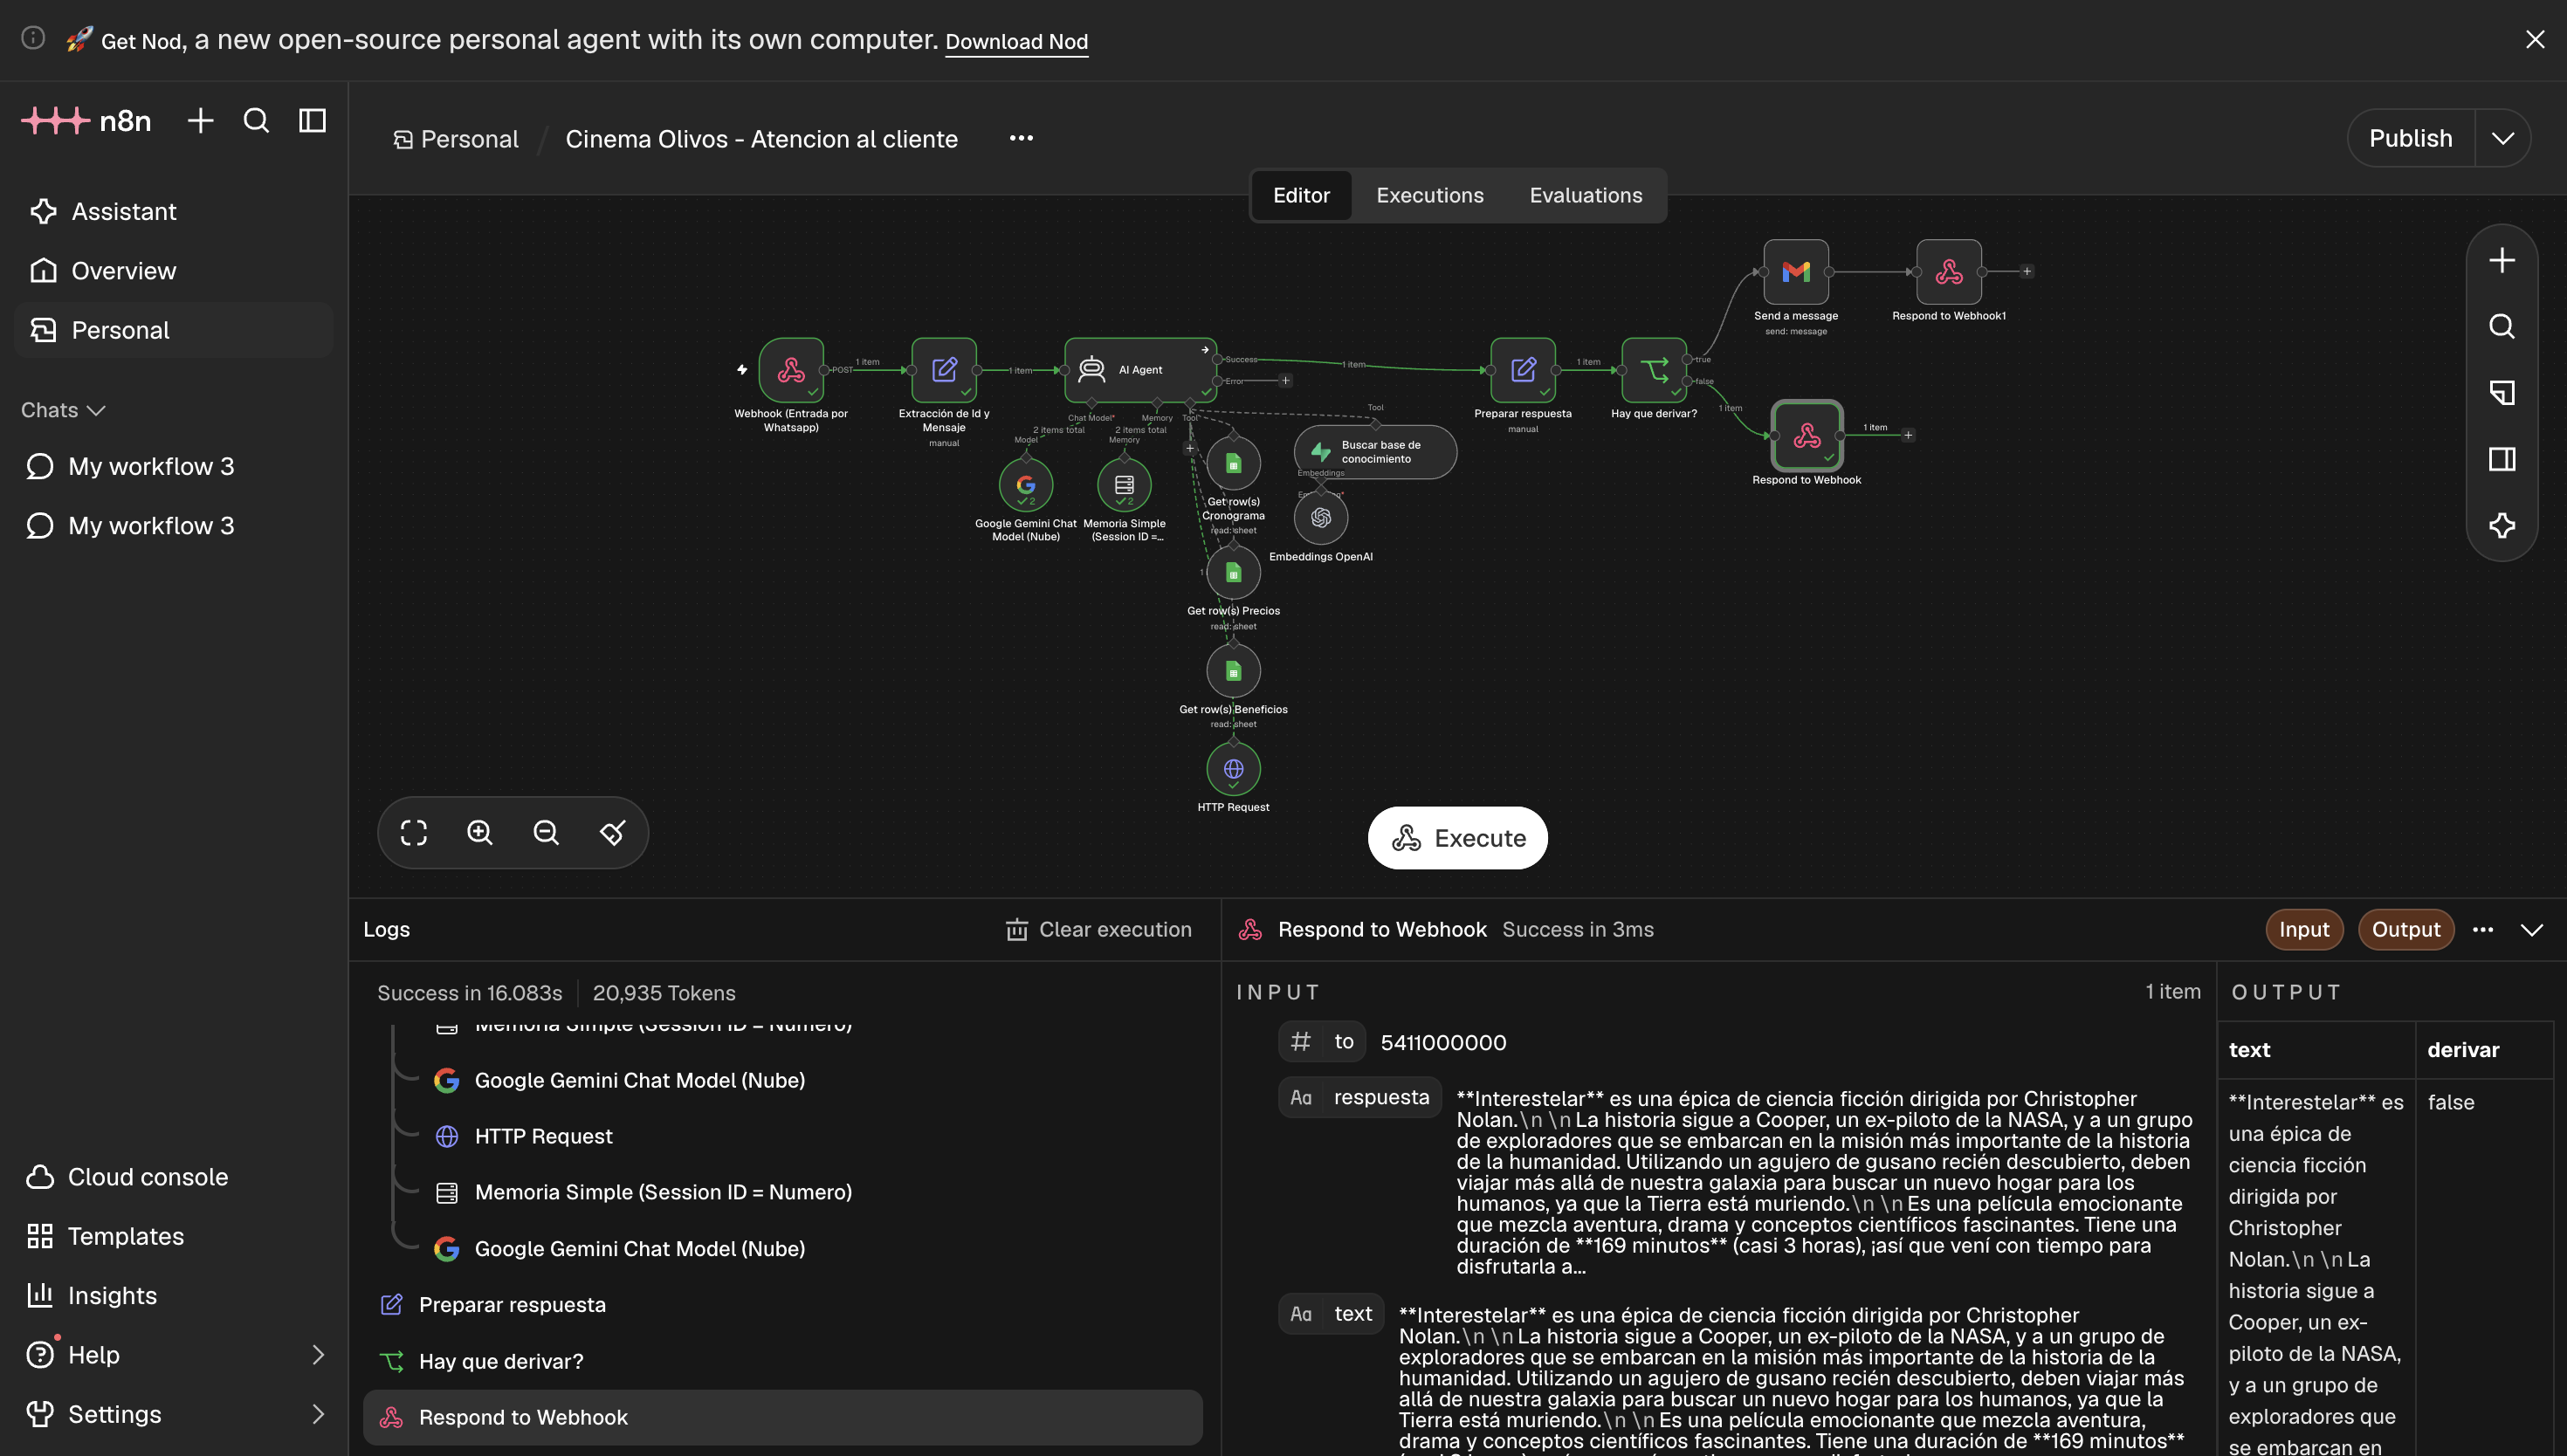 🚀 Get Nod, a new open-source personal agent with its own computer. Download Nod
n8n
Personal / Cinema Olivos - Atencion al cliente
Publish
Editor Executions Evaluations
Assistant
Overview
Personal
Chats
My workflow 3
My workflow 3
Cloud console
Templates
Insights
Help
Settings
Webhook (Entrada por
Whatsapp)
POST
1 item
Extracción de Id y
Mensaje
manual
1 item
AI Agent
Success
Error
Chat Model*
Memory
Tool
2 items total
2 items total
Model
Memory
Google Gemini Chat
Model (Nube)
2
Memoria Simple
(Session ID =...
2
Get row(s)
Cronograma
read: sheet
Get row(s) Precios
read: sheet
Get row(s) Beneficios
read: sheet
HTTP Request
Tool
Buscar base de
conocimiento
Embeddings
Embeddings OpenAI
1 item
Preparar respuesta
manual
1 item
Hay que derivar?
true
false
1 item
Send a message
send: message
Respond to Webhook1
Respond to Webhook
1 item
Execute
Logs
Clear execution
Success in 16.083s
20,935 Tokens
Memoria Simple (Session ID = Numero)
Google Gemini Chat Model (Nube)
HTTP Request
Memoria Simple (Session ID = Numero)
Google Gemini Chat Model (Nube)
Preparar respuesta
Hay que derivar?
Respond to Webhook
Respond to Webhook Success in 3ms
Input Output
INPUT
1 item
# to 5411000000
Aa respuesta
**Interestelar** es una épica de ciencia ficción dirigida por Christopher
Nolan.\n \n La historia sigue a Cooper, un ex-piloto de la NASA, y a un grupo
de exploradores que se embarcan en la misión más importante de la historia
de la humanidad. Utilizando un agujero de gusano recién descubierto, deben
viajar más allá de nuestra galaxia para buscar un nuevo hogar para los
humanos, ya que la Tierra está muriendo.\n \n Es una película emocionante
que mezcla aventura, drama y conceptos científicos fascinantes. Tiene una
duración de **169 minutos** (casi 3 horas), ¡así que vení con tiempo para
disfrutarla a...
Aa text
**Interestelar** es una épica de ciencia ficción dirigida por Christopher
Nolan.\n \n La historia sigue a Cooper, un ex-piloto de la NASA, y a un grupo de
exploradores que se embarcan en la misión más importante de la historia de la
humanidad. Utilizando un agujero de gusano recién descubierto, deben viajar más
allá de nuestra galaxia para buscar un nuevo hogar para los humanos, ya que la
Tierra está muriendo.\n \n Es una película emocionante que mezcla aventura,
drama y conceptos científicos fascinantes. Tiene una duración de **169 minutos**
OUTPUT
text
derivar
**Interestelar** es
una épica de
ciencia ficción
dirigida por
Christopher
Nolan.\n \n La
historia sigue a
Cooper, un ex-
piloto de la NASA,
y a un grupo de
exploradores que
se embarcan en
false